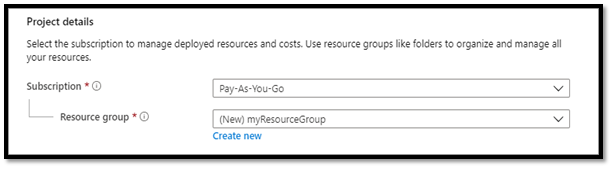 Project details
Select the subscription to manage deployed resources and costs. Use resource groups like folders to organize and manage all
your resources.
Subscription *
Pay-As-You-Go
Resource group *
(New) myResourceGroup
Create new